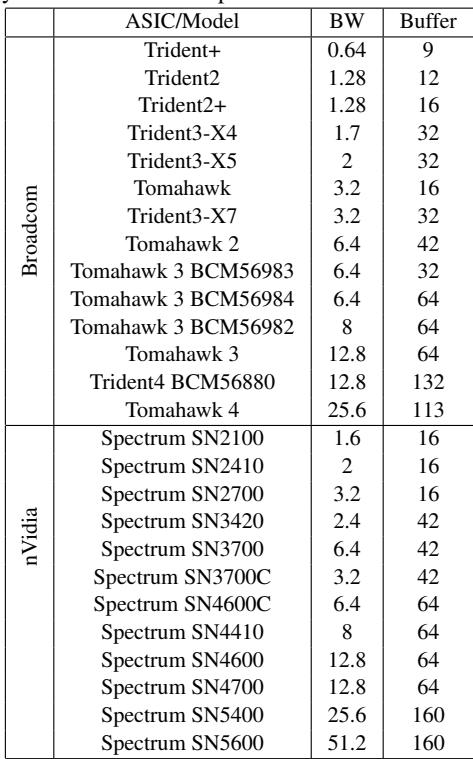 ASIC/Model BW Buffer
Broadcom
Trident+ 0.64 9
Trident2 1.28 12
Trident2+ 1.28 16
Trident3-X4 1.7 32
Trident3-X5 2 32
Tomahawk 3.2 16
Trident3-X7 3.2 32
Tomahawk 2 6.4 42
Tomahawk 3 BCM56983 6.4 32
Tomahawk 3 BCM56984 6.4 64
Tomahawk 3 BCM56982 8 64
Tomahawk 3 12.8 64
Trident4 BCM56880 12.8 132
Tomahawk 4 25.6 113
nVidia
Spectrum SN2100 1.6 16
Spectrum SN2410 2 16
Spectrum SN2700 3.2 16
Spectrum SN3420 2.4 42
Spectrum SN3700 6.4 42
Spectrum SN3700C 3.2 42
Spectrum SN4600C 6.4 64
Spectrum SN4410 8 64
Spectrum SN4600 12.8 64
Spectrum SN4700 12.8 64
Spectrum SN5400 25.6 160
Spectrum SN5600 51.2 160